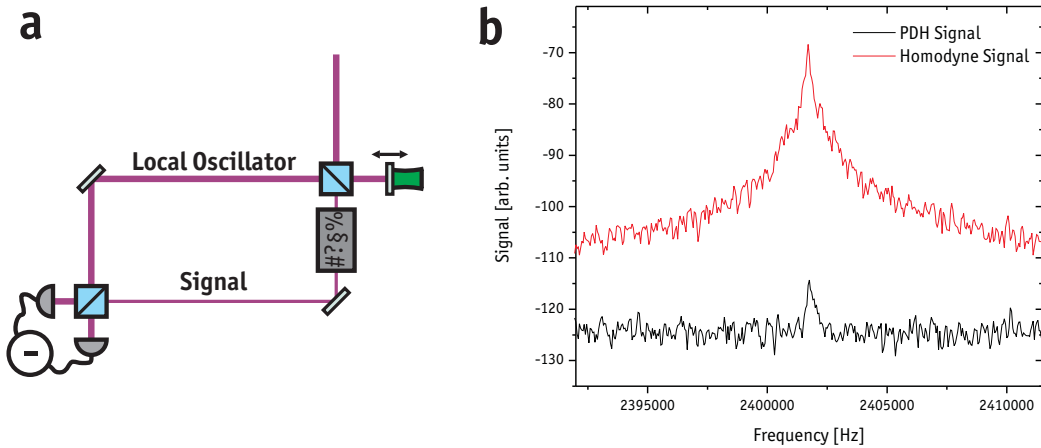 a
Local Oscillator
#?!§%
Signal
-
b
PDH Signal
Homodyne Signal
Signal [arb. units]
-70
-80
-90
-100
-110
-120
-130
2395000
2400000
2405000
2410000
Frequency [Hz]